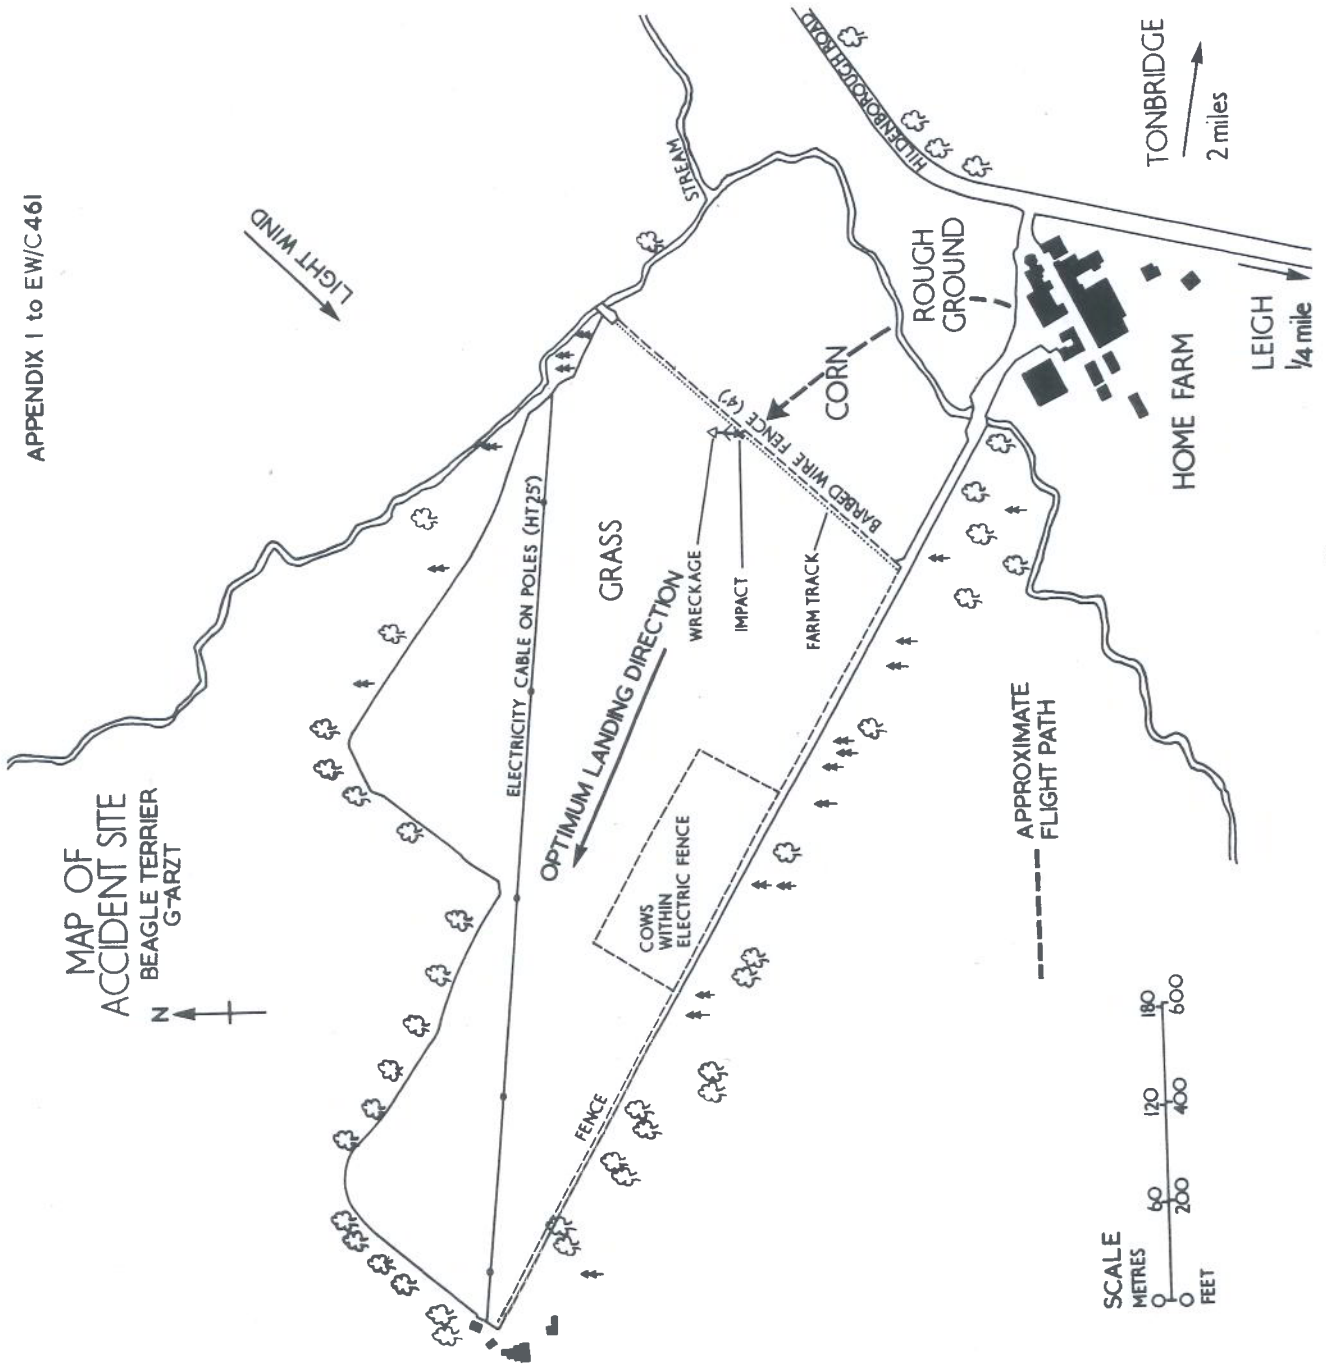 APPENDIX 1 to EW/C461
MAP OF
ACCIDENT SITE
BEAGLE TERRIER
G-ARZT
N
LIGHT WIND
STREAM
HILDENBOROUGH ROAD
TONBRIDGE
2 miles
ROUGH
GROUND
CORN
BARBED WIRE FENCE (4')
ELECTRICITY CABLE ON POLES (HT 25')
GRASS
OPTIMUM LANDING DIRECTION
WRECKAGE
IMPACT
FARM TRACK
COWS
WITHIN
ELECTRIC FENCE
FENCE
HOME FARM
LEIGH
1/4 mile
APPROXIMATE
FLIGHT PATH
SCALE
METRES
0 60 120 180
0 200 400 600
FEET